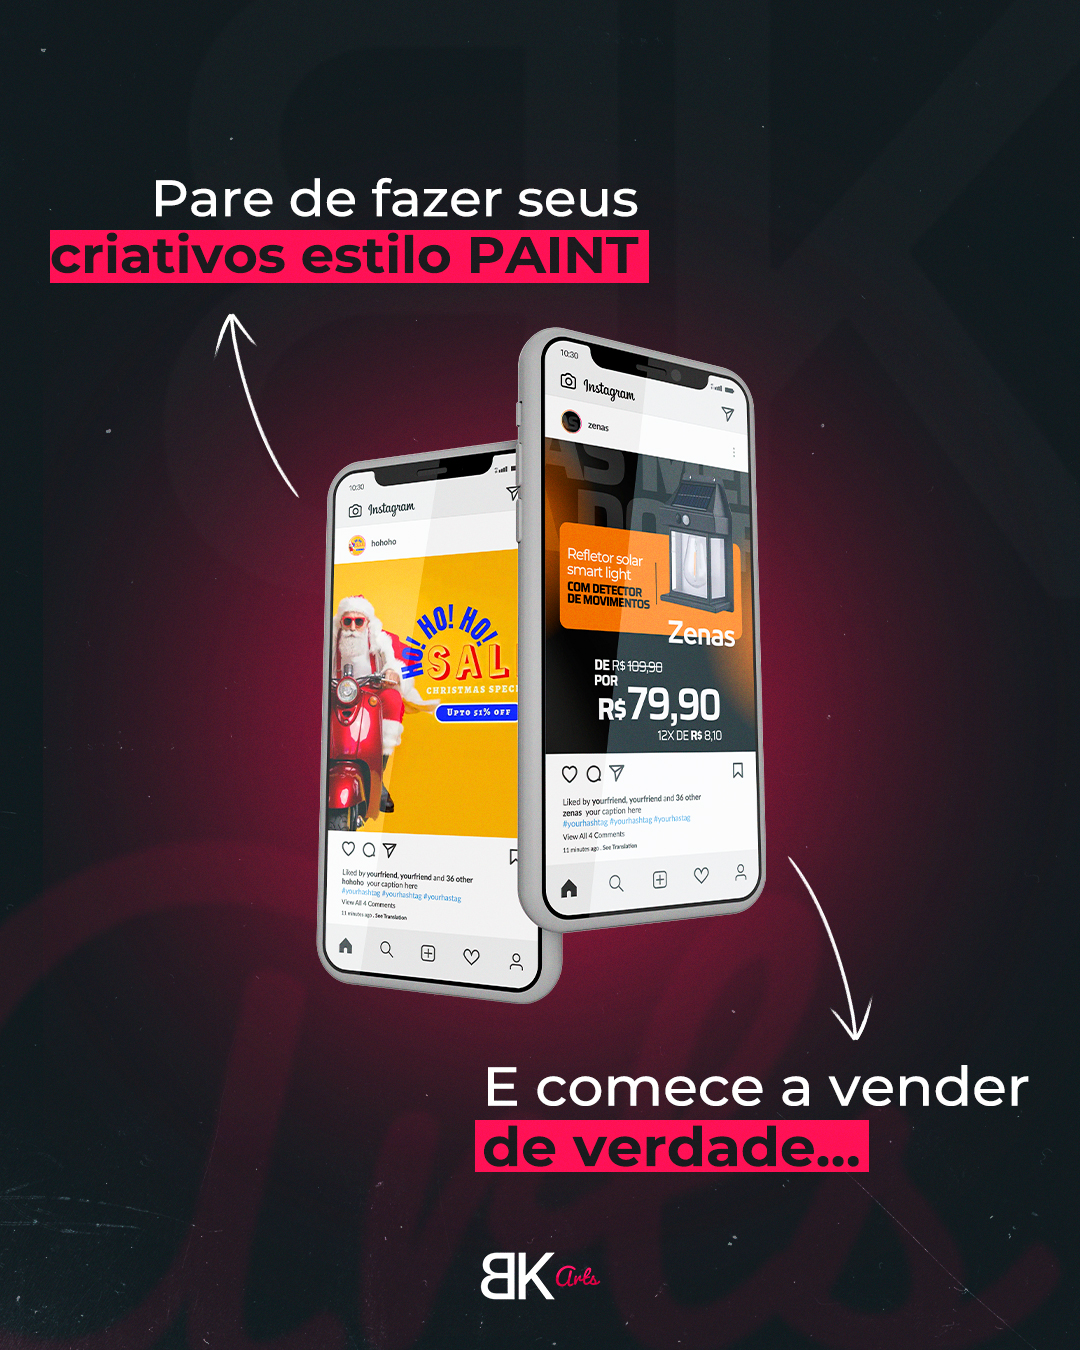 Pare de fazer seus
criativos estilo PAINT
10:30
Instagram
hohoho
HO! HO! HO!
SAL
CHRISTMAS SPECI
UPTO 51% OFF
Liked by yourfriend, yourfriend and 36 other
hohoho your caption here
#yourhashtag #yourhashtag #yourhastag
View All 4 Comments
11 minutes ago . See Translation
10:30
Instagram
zenas
Refletor solar
smart light
COM DETECTOR
DE MOVIMENTOS
Zenas
DE R$ 109,90
POR
R$79,90
12X DE R$ 8,10
Liked by yourfriend, yourfriend and 36 other
zenas your caption here
#yourhashtag #yourhashtag #yourhastag
View All 4 Comments
11 minutes ago . See Translation
E comece a vender
de verdade...
BK Arts